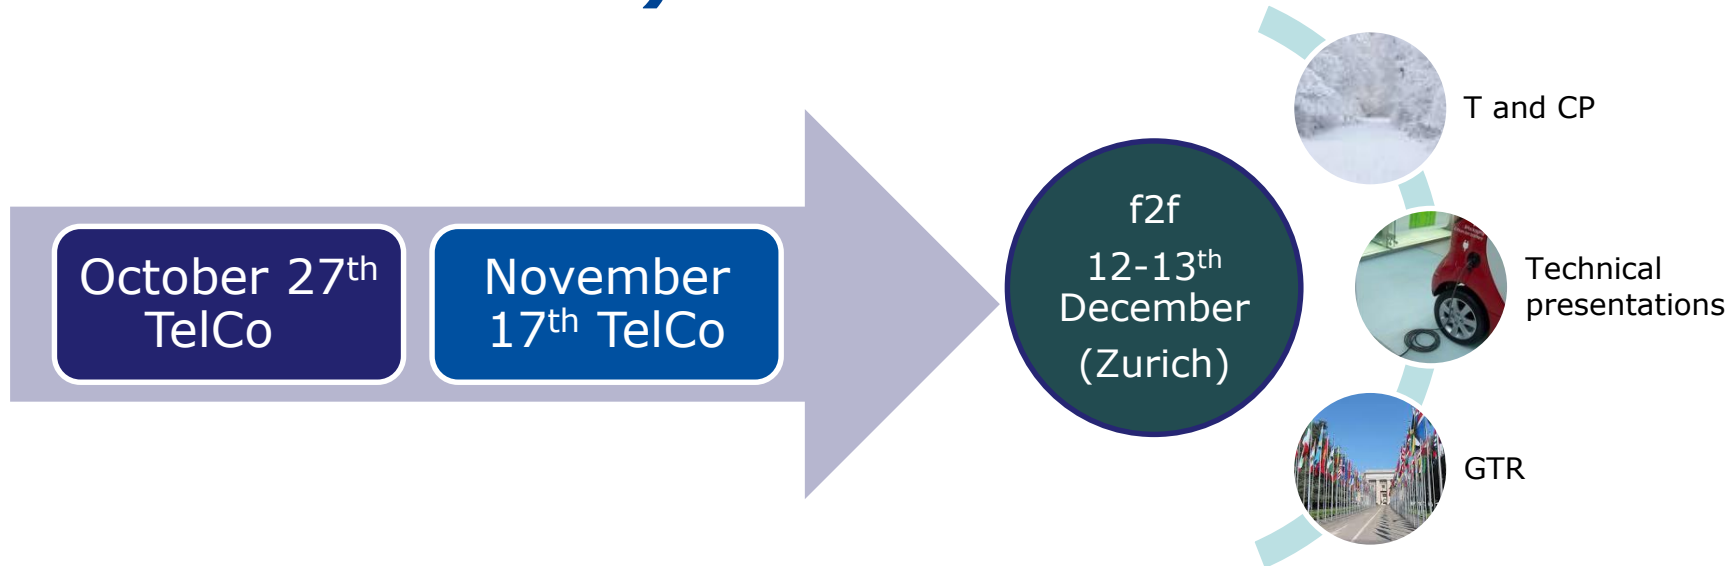 October 27th
TelCo
November
17th TelCo
f2f
12-13th
December
(Zurich)
T and CP
Technical
presentations
GTR